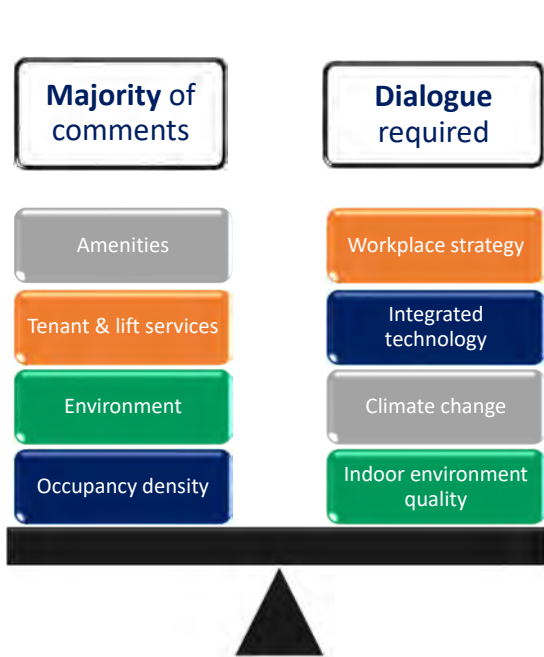 Majority of
comments
Dialogue
required
Amenities
Tenant & lift services
Environment
Occupancy density
Workplace strategy
Integrated
technology
Climate change
Indoor environment
quality